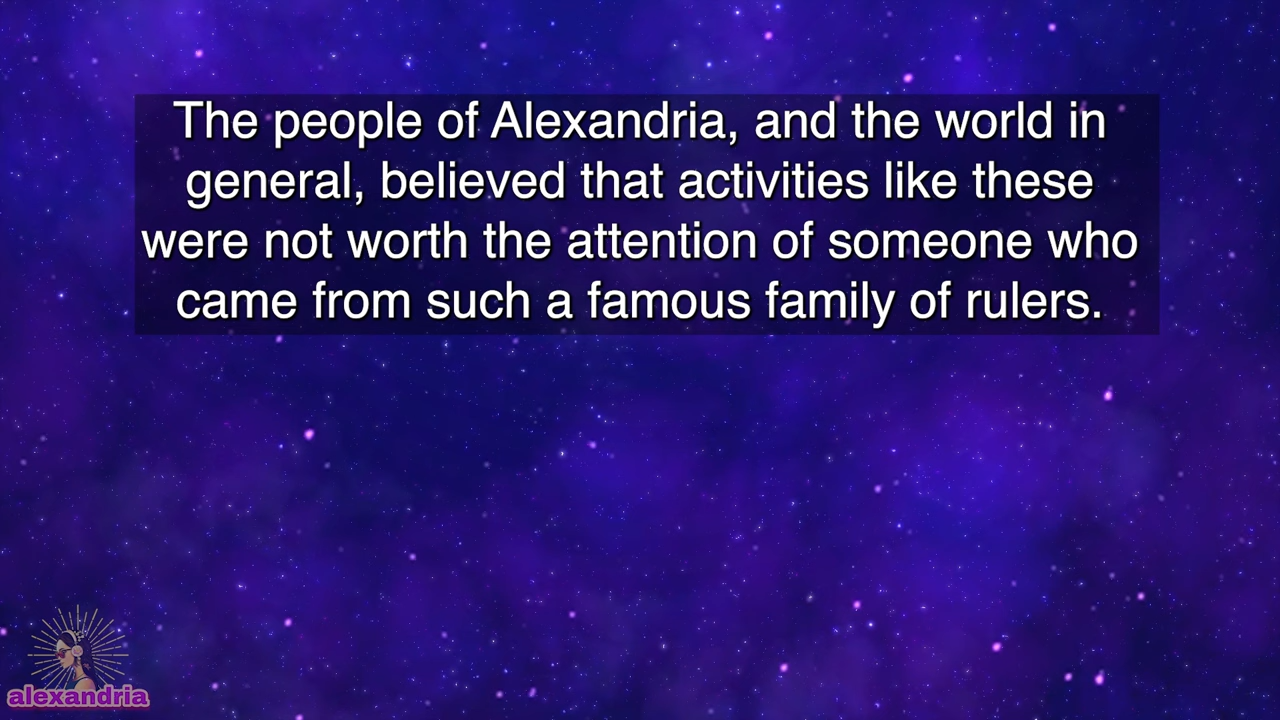 The people of Alexandria, and the world in
general, believed that activities like these
were not worth the attention of someone who
came from such a famous family of rulers.
alexandria